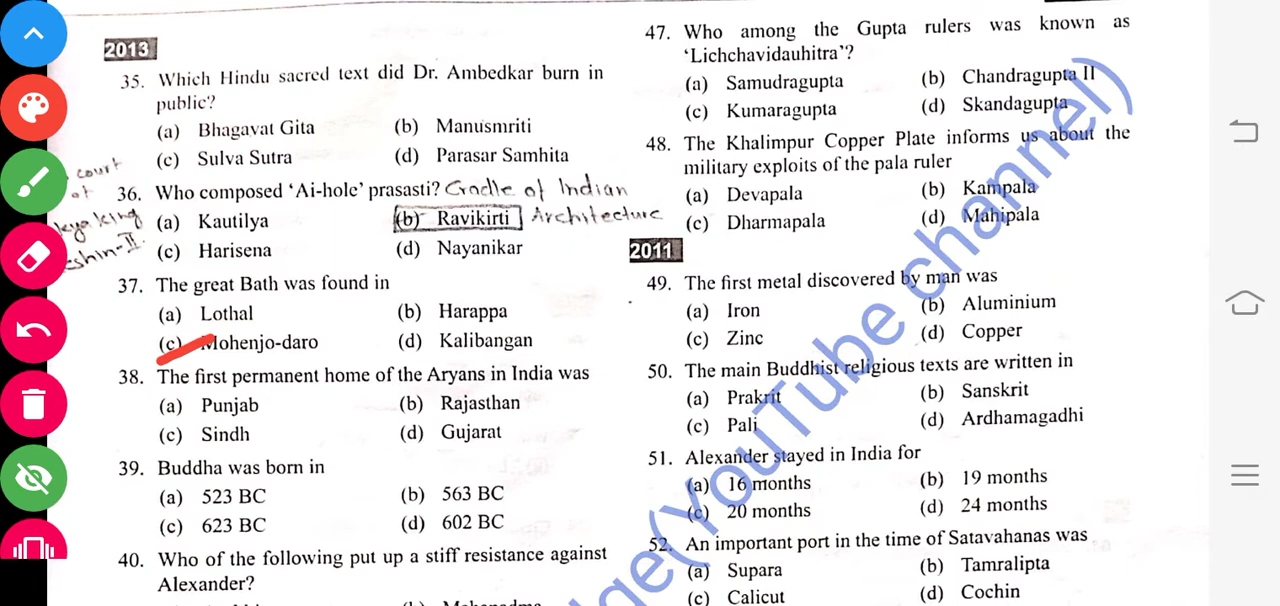 2013
35. Which Hindu sacred text did Dr. Ambedkar burn in
public?
(a) Bhagavat Gita (b) Manusmriti
(c) Sulva Sutra (d) Parasar Samhita
court
at
king
36. Who composed ‘Ai-hole’ prasasti? Cradle of Indian
(a) Kautilya (b) Ravikirti Architecture
(c) Harisena (d) Nayanikar
37. The great Bath was found in
(a) Lothal (b) Harappa
(c) Mohenjo-daro (d) Kalibangan
38. The first permanent home of the Aryans in India was
(a) Punjab (b) Rajasthan
(c) Sindh (d) Gujarat
39. Buddha was born in
(a) 523 BC (b) 563 BC
(c) 623 BC (d) 602 BC
40. Who of the following put up a stiff resistance against
Alexander?
47. Who among the Gupta rulers was known as
‘Lichchavidauhitra’?
(a) Samudragupta (b) Chandragupta II
(c) Kumaragupta (d) Skandagupta
48. The Khalimpur Copper Plate informs us about the
military exploits of the pala ruler
(a) Devapala (b) Kampala
(c) Dharmapala (d) Mahipala
2011
49. The first metal discovered by man was
(a) Iron (b) Aluminium
(c) Zinc (d) Copper
50. The main Buddhist religious texts are written in
(a) Prakrit (b) Sanskrit
(c) Pali (d) Ardhamagadhi
51. Alexander stayed in India for
(a) 16 months (b) 19 months
(c) 20 months (d) 24 months
52. An important port in the time of Satavahanas was
(a) Supara (b) Tamralipta
(c) Calicut (d) Cochin
(YouTube channel)